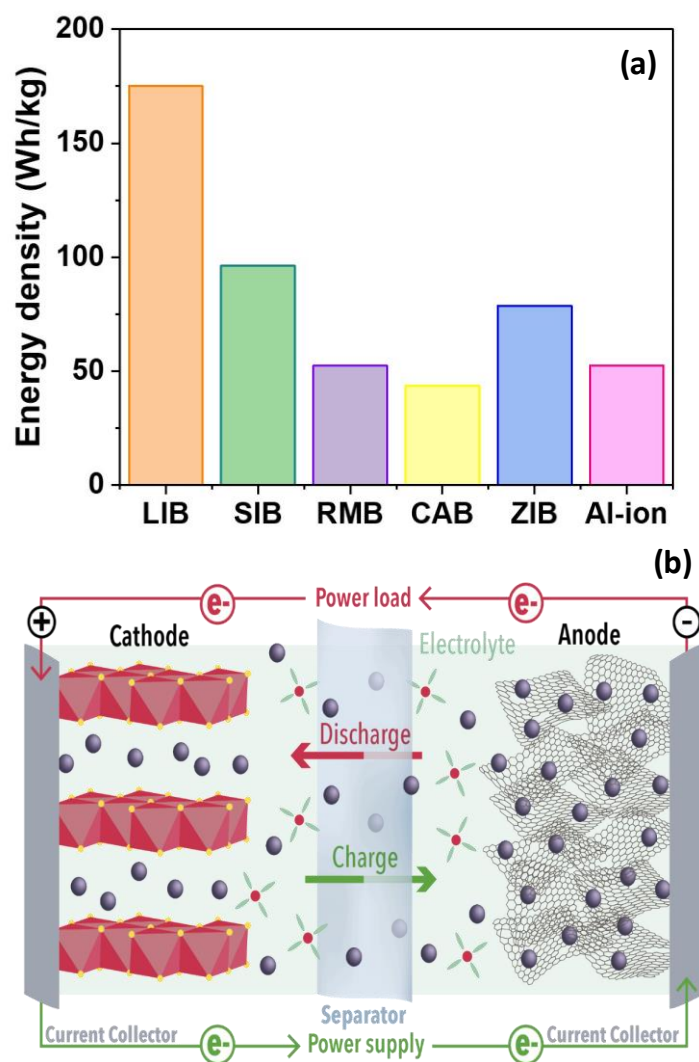 (a)
Energy density (Wh/kg)
200
150
100
50
0
LIB SIB RMB CAB ZIB Al-ion
(b)
e- Power load e-
+ Cathode Electrolyte Anode -
Discharge
Charge
Separator
Current Collector e- Power supply e- Current Collector